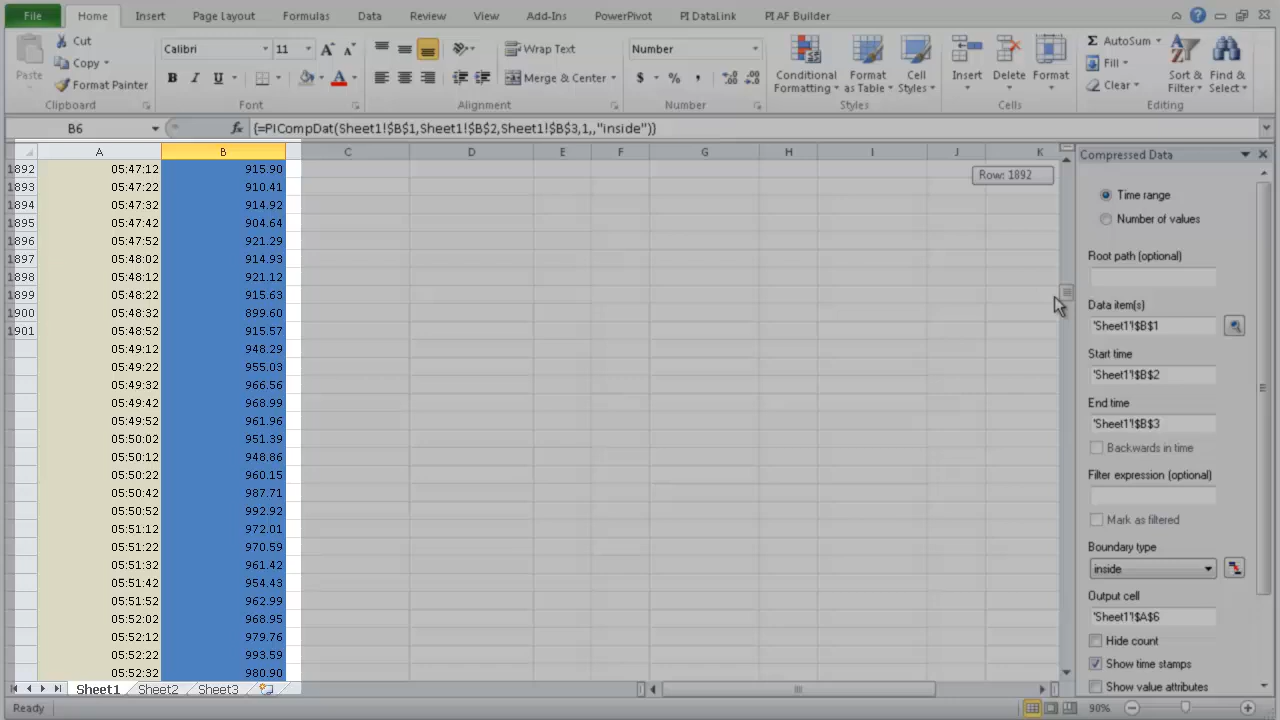 File Home Insert Page Layout Formulas Data Review View Add-Ins PowerPivot PI DataLink PI AF Builder
Paste
Cut
Copy
Format Painter
Clipboard
Calibri 11
B I U
Font
Wrap Text
Merge & Center
Alignment
Number
$ % ,
Number
Conditional Formatting
Format as Table
Cell Styles
Styles
Insert Delete Format
Cells
Σ AutoSum
Fill
Clear
Sort & Filter
Find & Select
Editing
B6 fx {=PICompDat(Sheet1!$B$1,Sheet1!$B$2,Sheet1!$B$3,1,,"inside")}
A B C D E F G H I J K
1892 05:47:12 915.90
1893 05:47:22 910.41
1894 05:47:32 914.92
1895 05:47:42 904.64
1896 05:47:52 921.29
1897 05:48:02 914.93
1898 05:48:12 921.12
1899 05:48:22 915.63
1900 05:48:32 899.60
1901 05:48:52 915.57
05:49:12 948.29
05:49:22 955.03
05:49:32 966.56
05:49:42 968.99
05:49:52 961.96
05:50:02 951.39
05:50:12 948.86
05:50:22 960.15
05:50:42 987.71
05:50:52 992.92
05:51:12 972.01
05:51:22 970.59
05:51:32 961.42
05:51:42 954.43
05:51:52 962.99
05:52:02 968.95
05:52:12 979.76
05:52:22 993.59
05:52:32 980.90
Row: 1892
Compressed Data
Time range
Number of values
Root path (optional)
Data item(s)
'Sheet1'!$B$1
Start time
'Sheet1'!$B$2
End time
'Sheet1'!$B$3
Backwards in time
Filter expression (optional)
Mark as filtered
Boundary type
inside
Output cell
'Sheet1'!$A$6
Hide count
Show time stamps
Show value attributes
Sheet1 Sheet2 Sheet3
Ready 90%